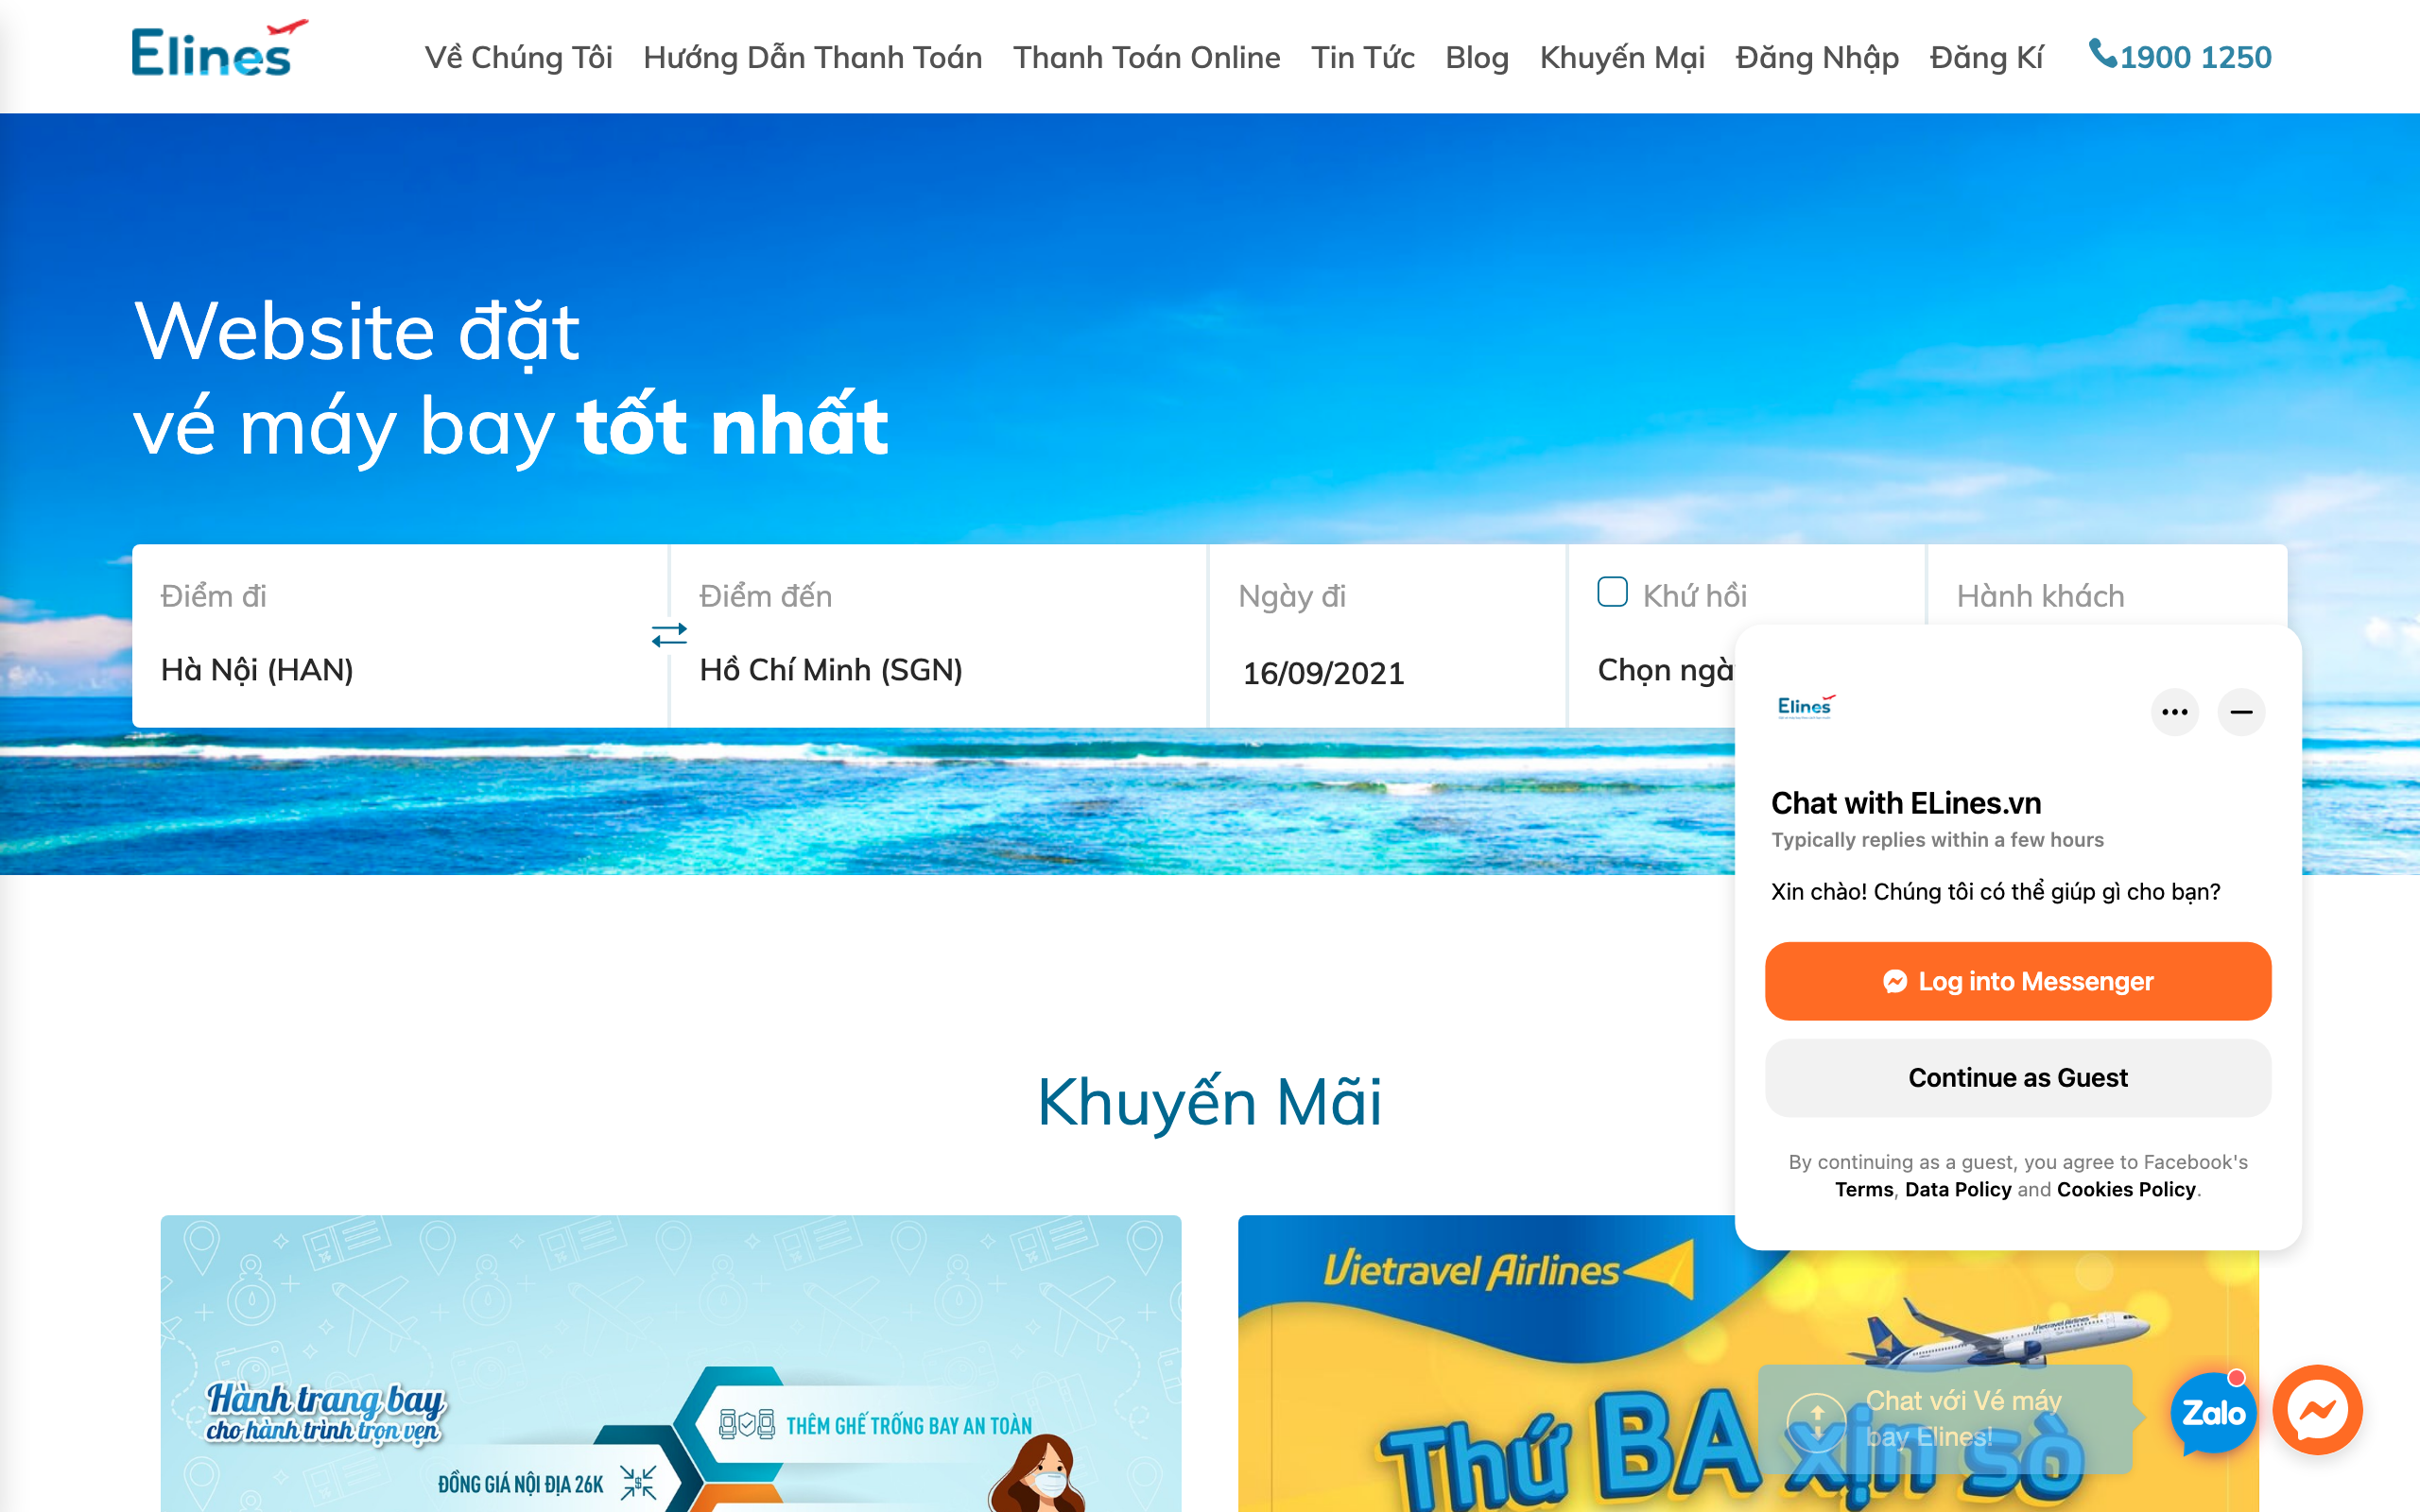 Elines
Về Chúng Tôi
Hướng Dẫn Thanh Toán
Thanh Toán Online
Tin Tức
Blog
Khuyến Mại
Đăng Nhập
Đăng Kí
1900 1250
Website đặt
vé máy bay tốt nhất
Điểm đi
Hà Nội (HAN)
Điểm đến
Hồ Chí Minh (SGN)
Ngày đi
16/09/2021
Khứ hồi
Chọn ngà
Hành khách
Elines
Chat with ELines.vn
Typically replies within a few hours
Xin chào! Chúng tôi có thể giúp gì cho bạn?
Log into Messenger
Continue as Guest
By continuing as a guest, you agree to Facebook's
Terms, Data Policy and Cookies Policy.
Khuyến Mãi
Hành trang bay
cho hành trình trọn vẹn
THÊM GHẾ TRỐNG BAY AN TOÀN
ĐỒNG GIÁ NỘI ĐỊA 26K
Vietravel Airlines
Vietravel Airlines
Thứ BA xịn sò
Chat với Vé máy
bay Elines!
Zalo